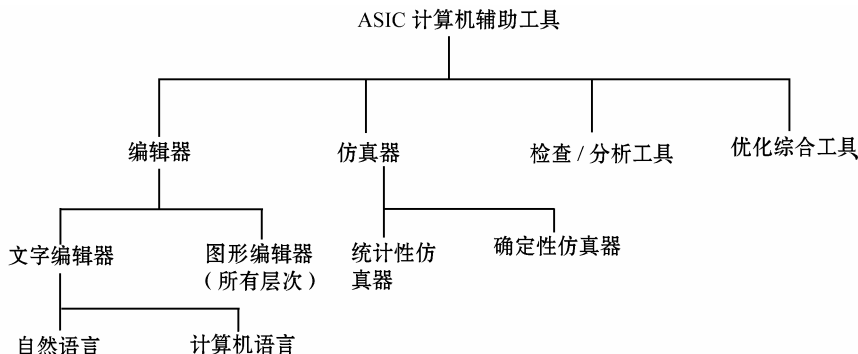 ASIC 计算机辅助工具
编辑器
仿真器
检查/分析工具
优化综合工具
文字编辑器
图形编辑器
(所有层次)
统计性仿
真器
确定性仿真器
自然语言
计算机语言